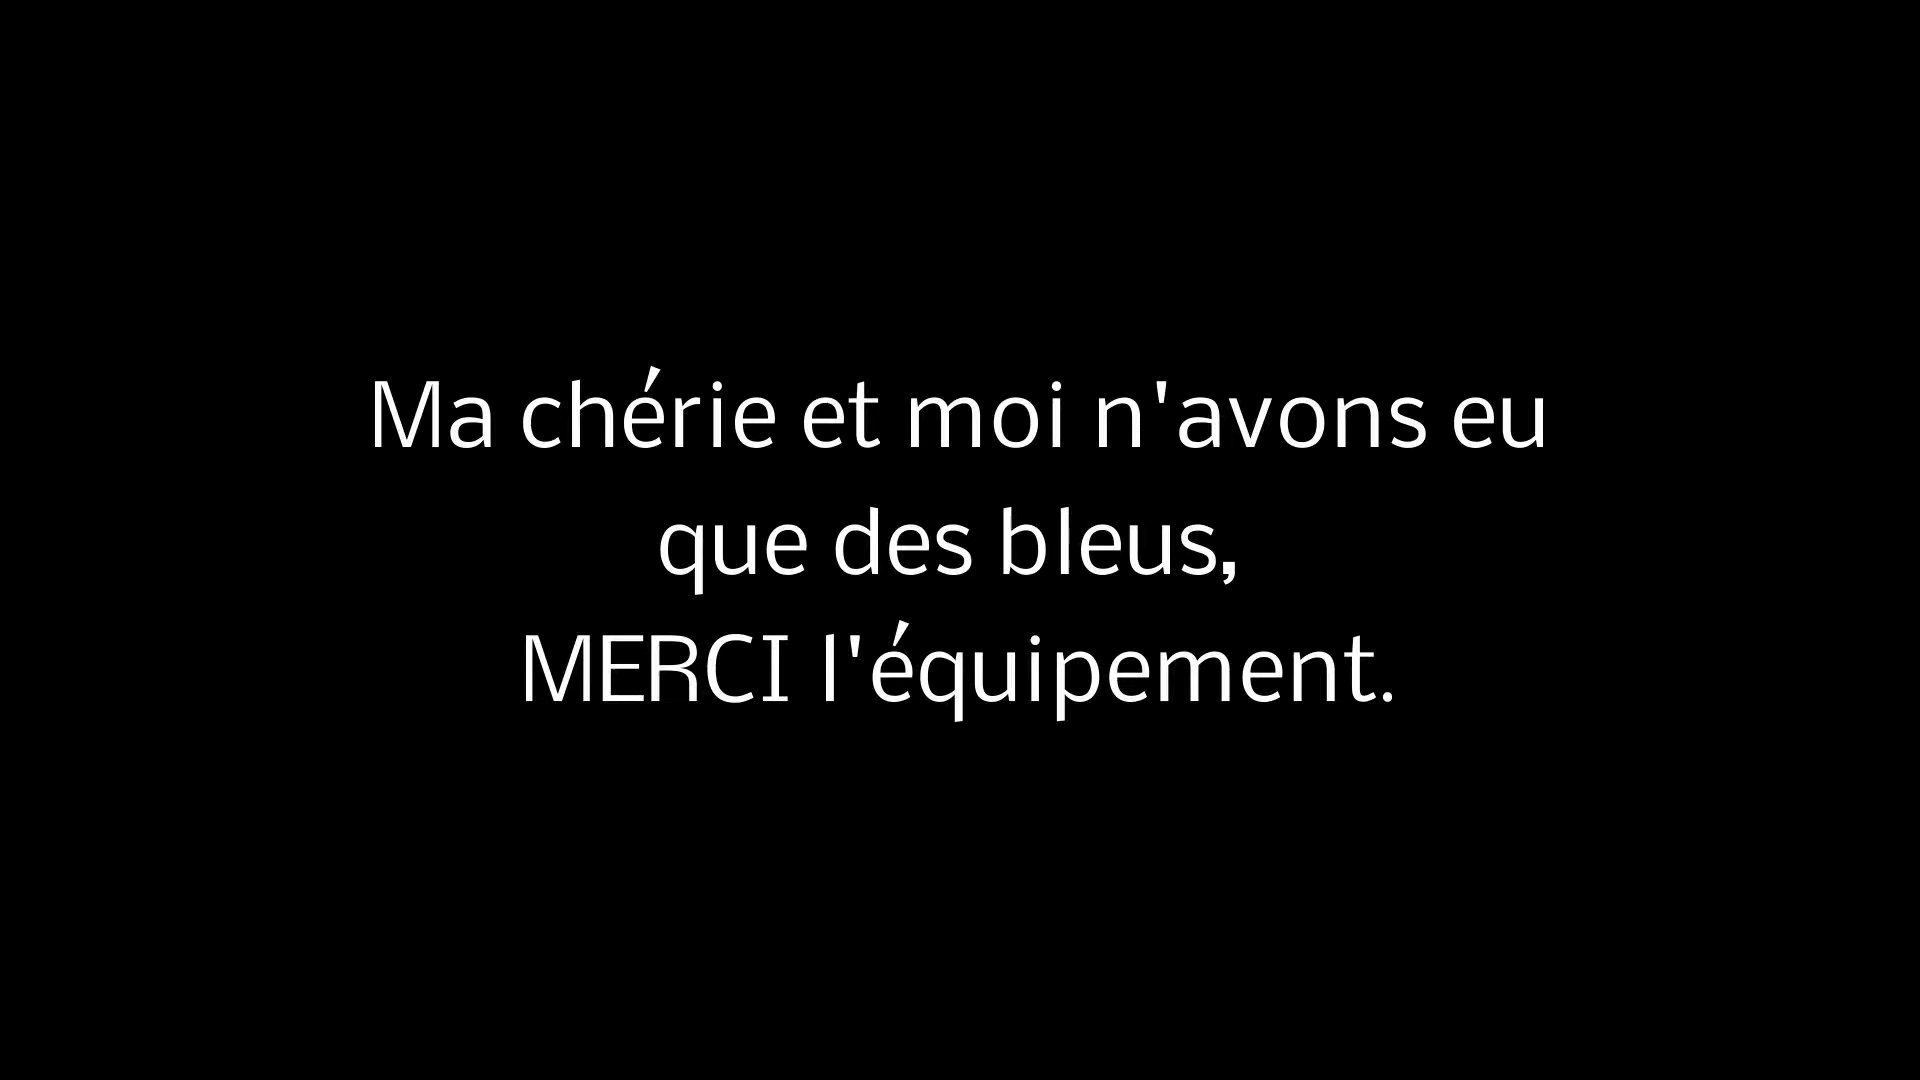 Ma chérie et moi n'avons eu
que des bleus,
MERCI l'équipement.